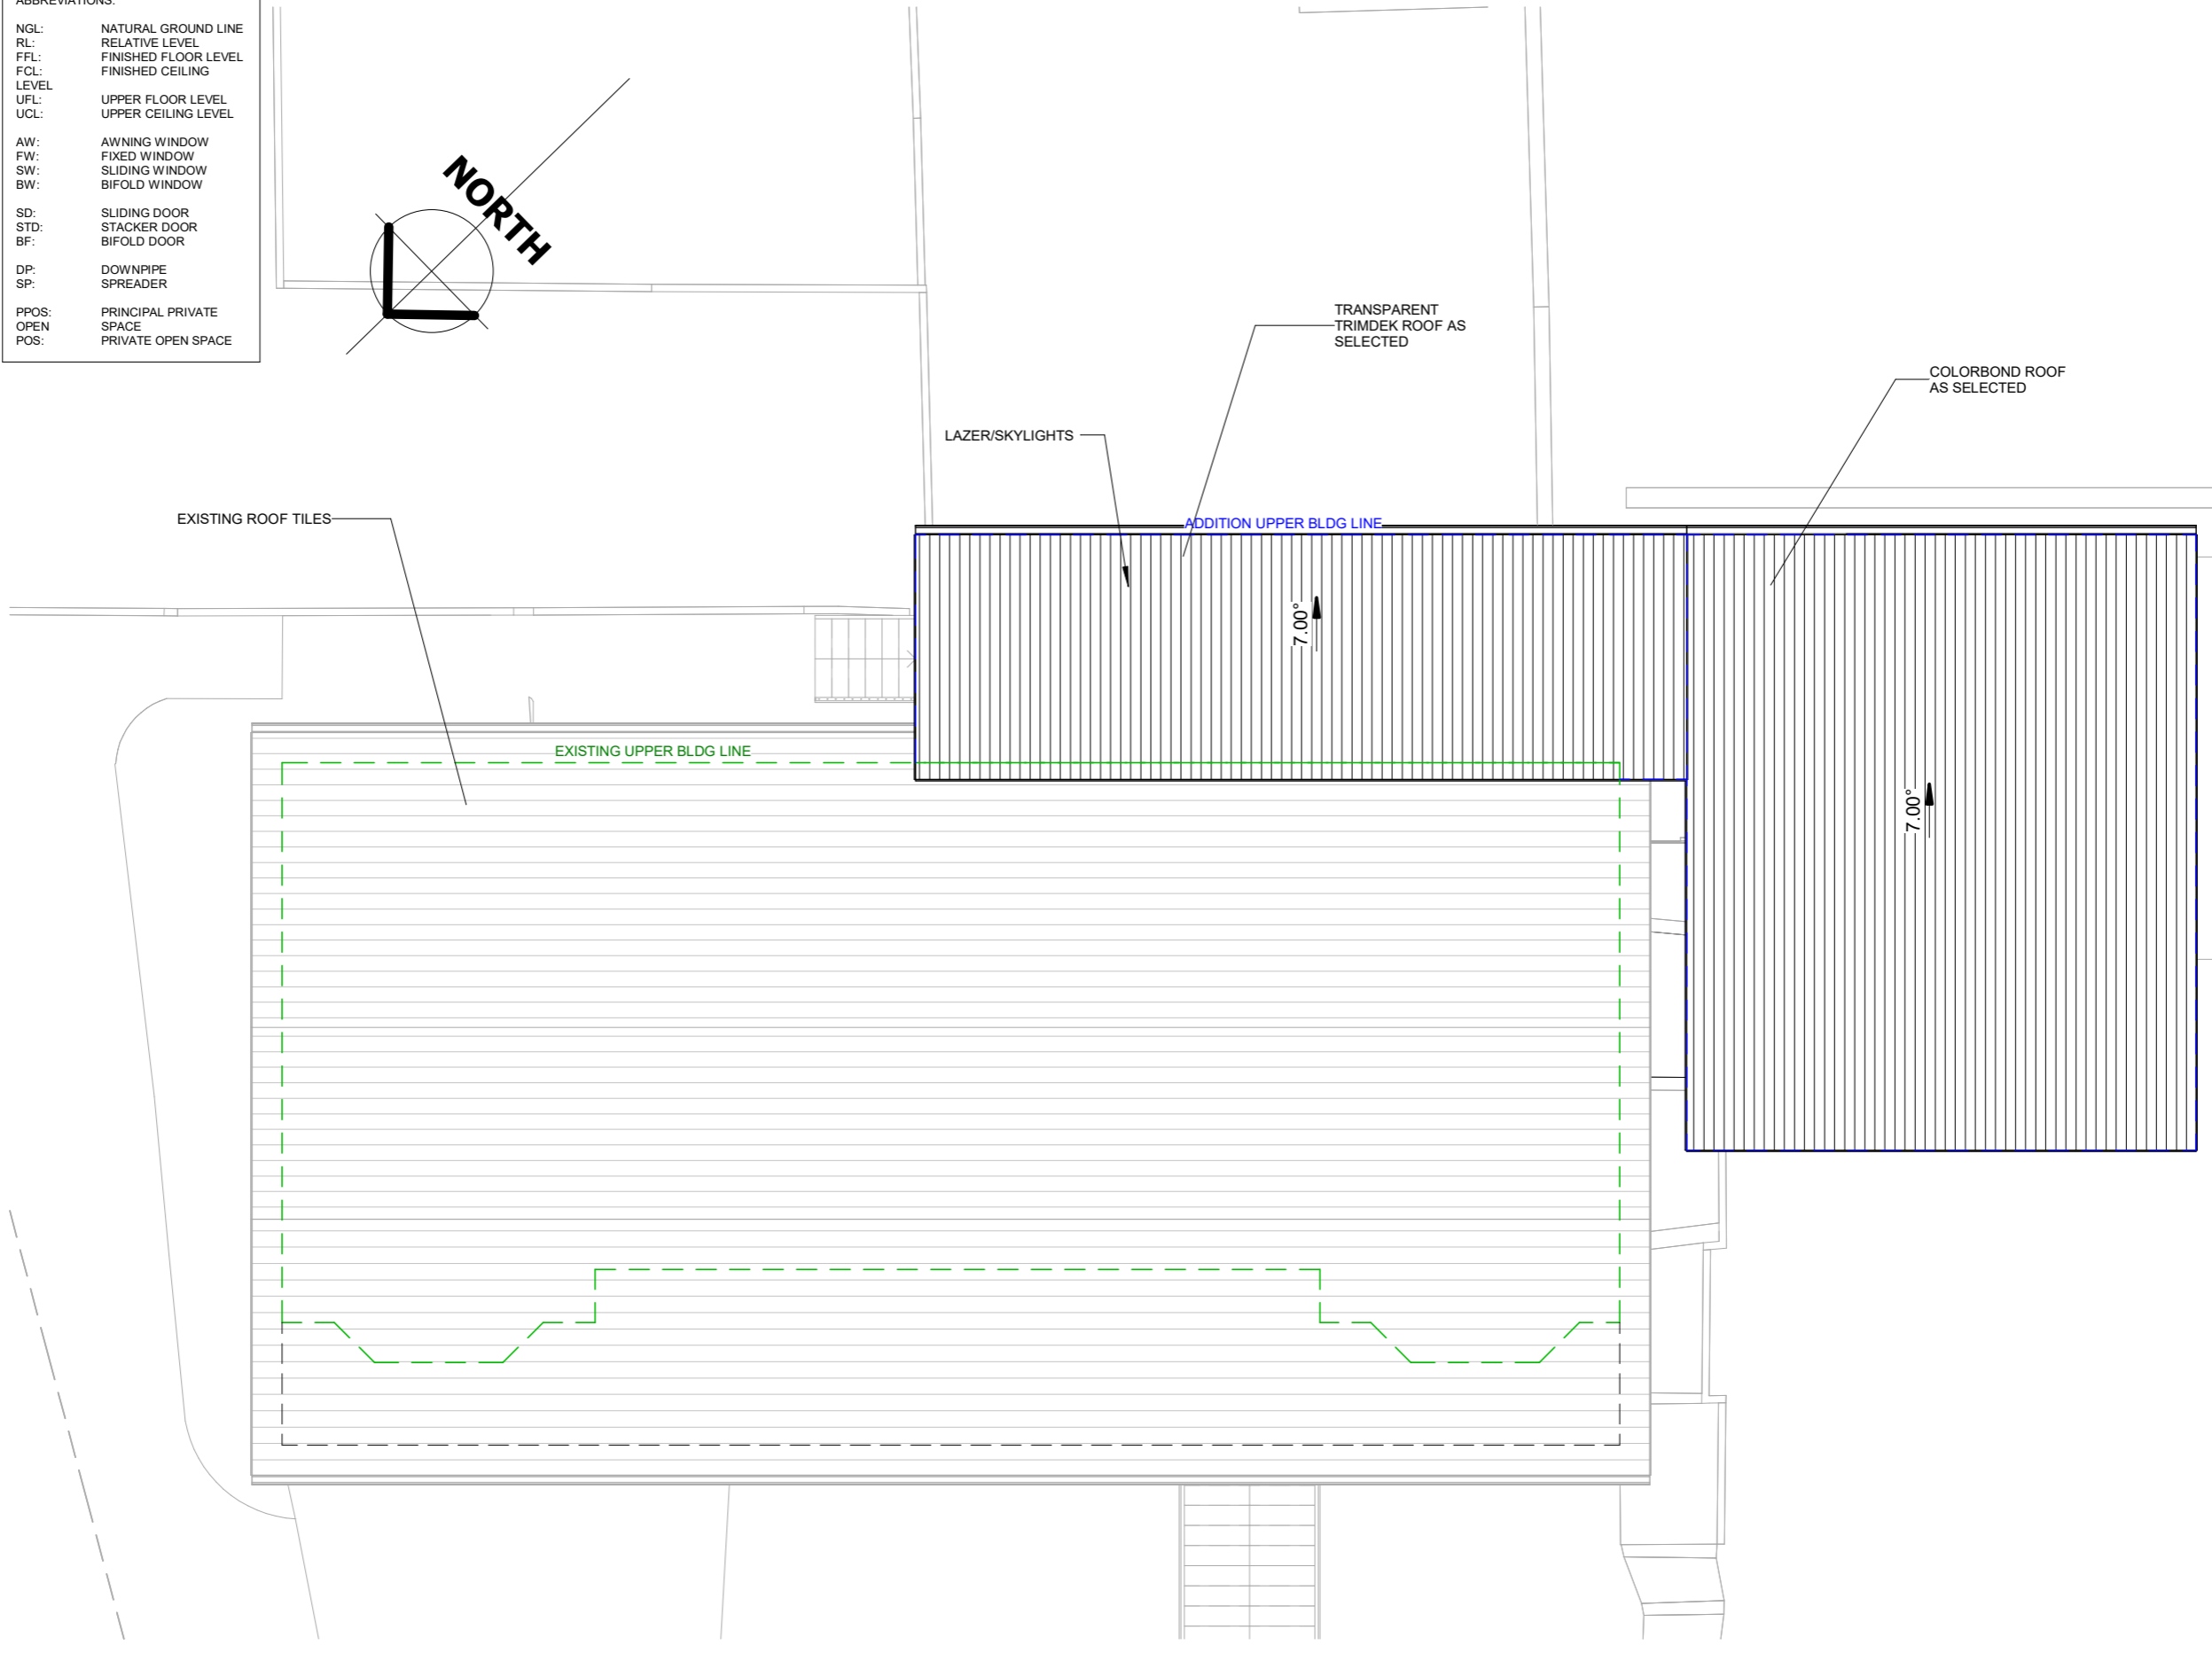 ABBREVIATIONS:
NGL: NATURAL GROUND LINE
RL: RELATIVE LEVEL
FFL: FINISHED FLOOR LEVEL
FCL: FINISHED CEILING
LEVEL
UFL: UPPER FLOOR LEVEL
UCL: UPPER CEILING LEVEL
AW: AWNING WINDOW
FW: FIXED WINDOW
SW: SLIDING WINDOW
BW: BIFOLD WINDOW
SD: SLIDING DOOR
STD: STACKER DOOR
BF: BIFOLD DOOR
DP: DOWNPIPE
SP: SPREADER
PPOS: PRINCIPAL PRIVATE
OPEN SPACE
POS: PRIVATE OPEN SPACE
NORTH
TRANSPARENT
TRIMDEK ROOF AS
SELECTED
COLORBOND ROOF
AS SELECTED
LAZER/SKYLIGHTS
EXISTING ROOF TILES
ADDITION UPPER BLDG LINE
7.00°
EXISTING UPPER BLDG LINE
7.00°